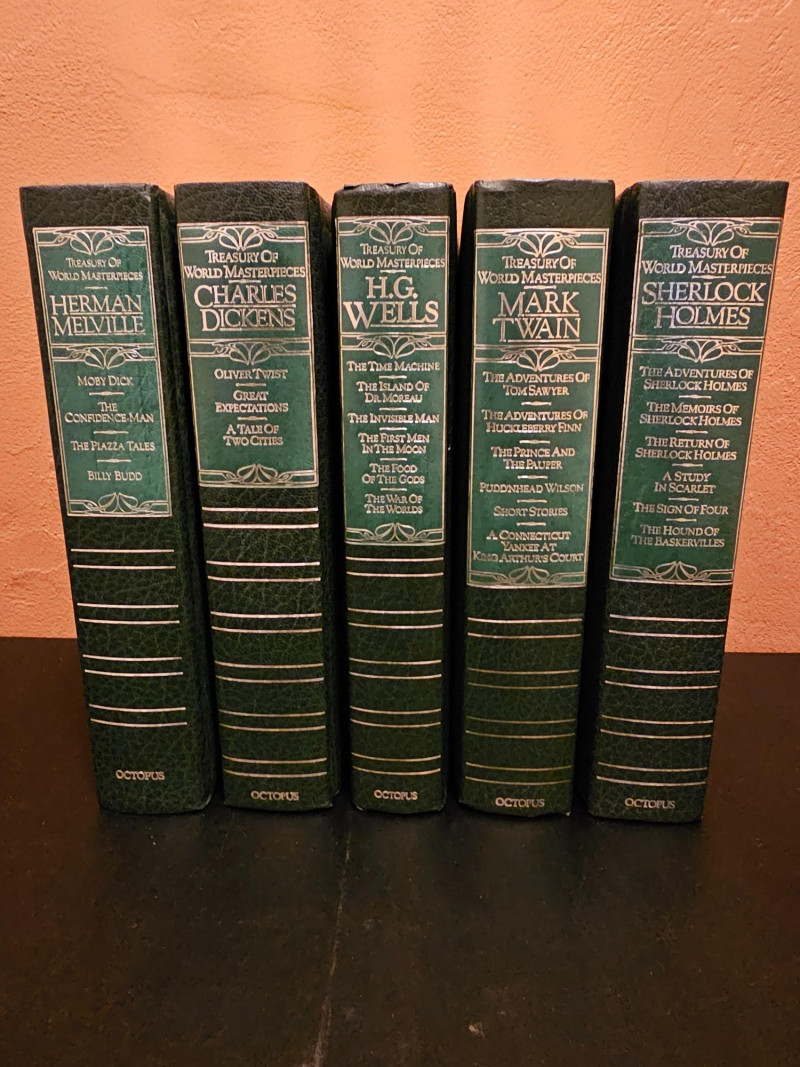 TREASURY OF
WORLD MASTERPIECES
HERMAN
MELVILLE
MOBY DICK
THE
CONFIDENCE-MAN
THE PIAZZA TALES
BILLY BUDD
OCTOPUS
TREASURY OF
WORLD MASTERPIECES
CHARLES
DICKENS
OLIVER TWIST
GREAT
EXPECTATIONS
A TALE OF
TWO CITIES
OCTOPUS
TREASURY OF
WORLD MASTERPIECES
H.G.
WELLS
THE TIME MACHINE
THE ISLAND OF
DR. MOREAU
THE INVISIBLE MAN
THE FIRST MEN
IN THE MOON
THE FOOD
OF THE GODS
THE WAR OF
THE WORLDS
OCTOPUS
TREASURY OF
WORLD MASTERPIECES
MARK
TWAIN
THE ADVENTURES OF
TOM SAWYER
THE ADVENTURES OF
HUCKLEBERRY FINN
THE PRINCE AND
THE PAUPER
PUDD'NHEAD WILSON
SHORT STORIES
A CONNECTICUT
YANKEE AT
KING ARTHUR'S COURT
OCTOPUS
TREASURY OF
WORLD MASTERPIECES
SHERLOCK
HOLMES
THE ADVENTURES OF
SHERLOCK HOLMES
THE MEMOIRS OF
SHERLOCK HOLMES
THE RETURN OF
SHERLOCK HOLMES
A STUDY
IN SCARLET
THE SIGN OF FOUR
THE HOUND OF
THE BASKERVILLES
OCTOPUS